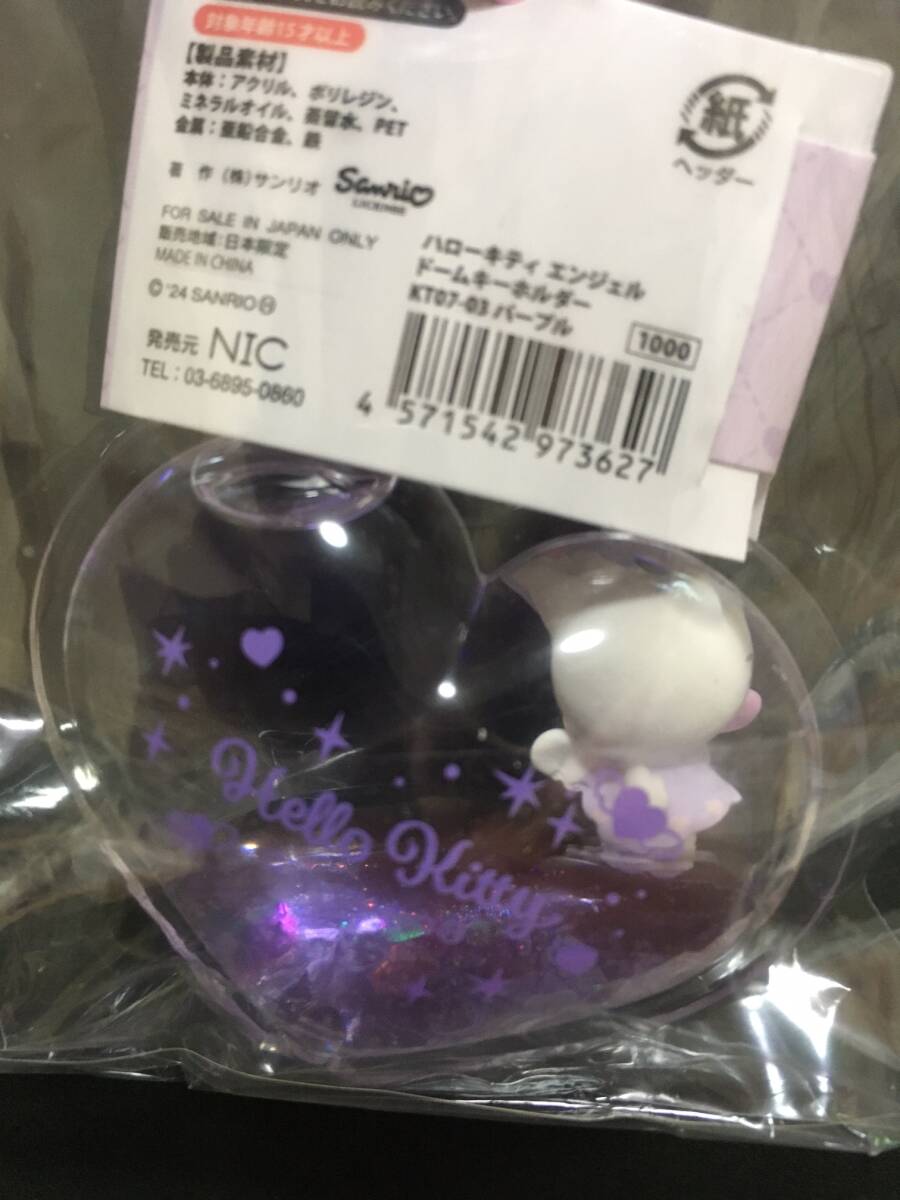 ください
対象年齢15才以上
【製品素材】
本体：アクリル、ポリレジン、
ミネラルオイル、蒸留水、PET
金属：亜鉛合金、鉄
紙
ヘッダー
著 作 (株)サンリオ Sanrio
LICENSE
FOR SALE IN JAPAN ONLY
販売地域：日本限定
MADE IN CHINA
© '24 SANRIO Ⓗ
発売元 NIC
TEL：03-6895-0860
ハローキティ エンジェル
ドームキーホルダー
KT07-03 パープル
1000
4 571542 973627
Hello Kitty